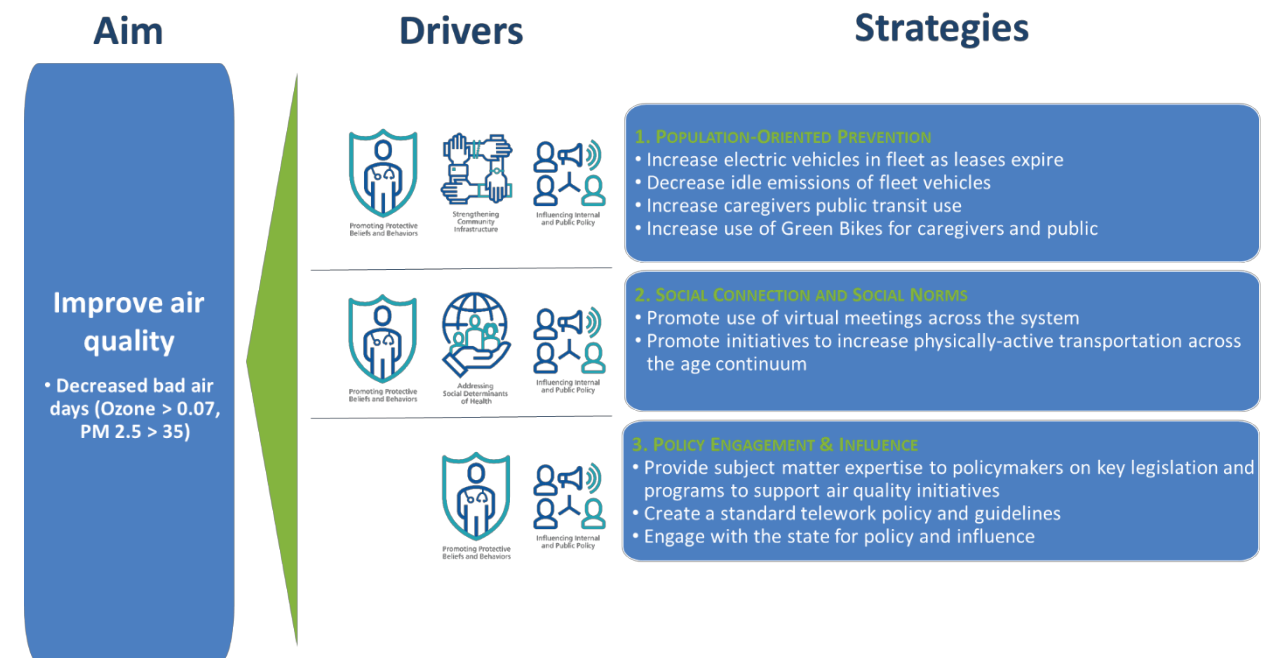 Aim
Drivers
Strategies
Improve air
quality
• Decreased bad air
days (Ozone > 0.07,
PM 2.5 > 35)
Promoting Protective
Beliefs and Behaviors
Strengthening
Community
Infrastructure
Influencing Internal
and Public Policy
1. POPULATION-ORIENTED PREVENTION
• Increase electric vehicles in fleet as leases expire
• Decrease idle emissions of fleet vehicles
• Increase caregivers public transit use
• Increase use of Green Bikes for caregivers and public
Promoting Protective
Beliefs and Behaviors
Addressing
Social Determinants
of Health
Influencing Internal
and Public Policy
2. SOCIAL CONNECTION AND SOCIAL NORMS
• Promote use of virtual meetings across the system
• Promote initiatives to increase physically-active transportation across
the age continuum
Promoting Protective
Beliefs and Behaviors
Influencing Internal
and Public Policy
3. POLICY ENGAGEMENT & INFLUENCE
• Provide subject matter expertise to policymakers on key legislation and
programs to support air quality initiatives
• Create a standard telework policy and guidelines
• Engage with the state for policy and influence